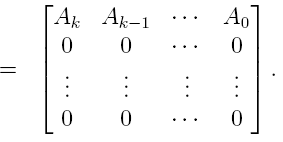 = [ A_k A_{k−1} ⋯ A_0
0 0 ⋯ 0
⋮ ⋮ ⋮ ⋮
0 0 ⋯ 0 ] .